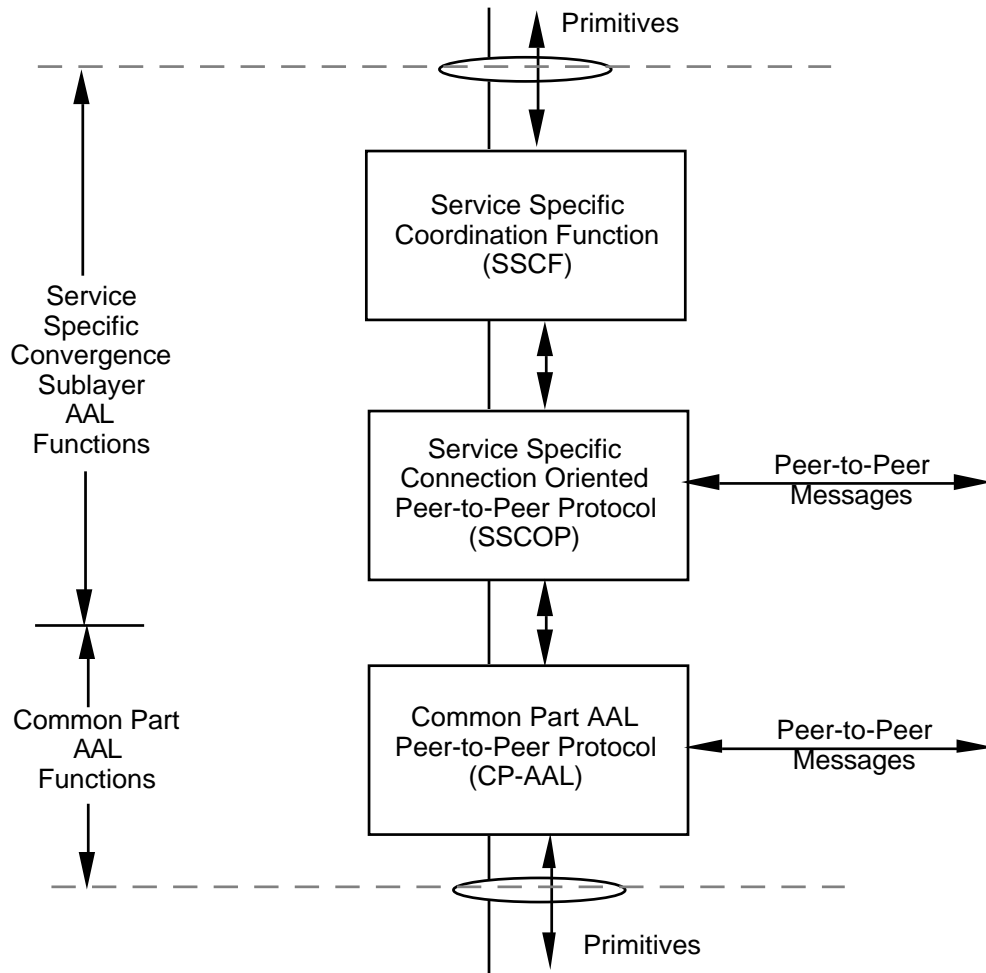 Primitives
Service Specific
Coordination Function
(SSCF)
Service
Specific
Convergence
Sublayer
AAL
Functions
Service Specific
Connection Oriented
Peer-to-Peer Protocol
(SSCOP)
Peer-to-Peer
Messages
Common Part
AAL
Functions
Common Part AAL
Peer-to-Peer Protocol
(CP-AAL)
Peer-to-Peer
Messages
Primitives